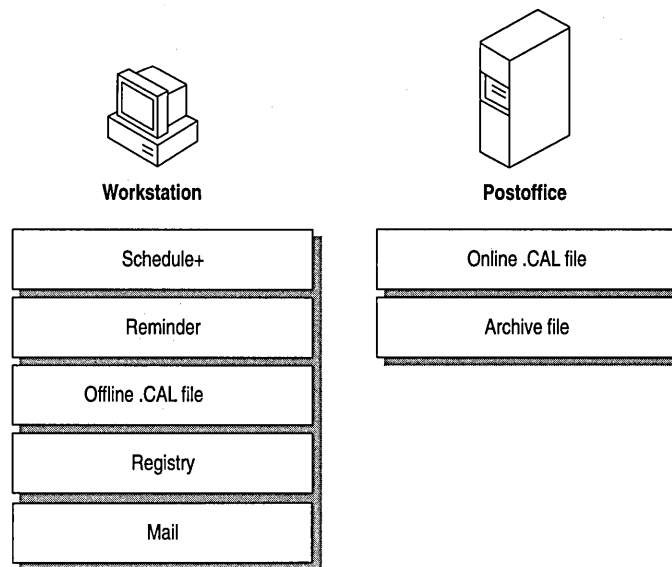 Workstation
Schedule+
Reminder
Offline .CAL file
Registry
Mail
Postoffice
Online .CAL file
Archive file